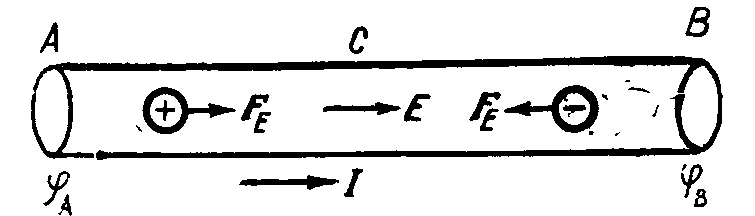 A C B
+ F_E E F_E −
φ_A I φ_B